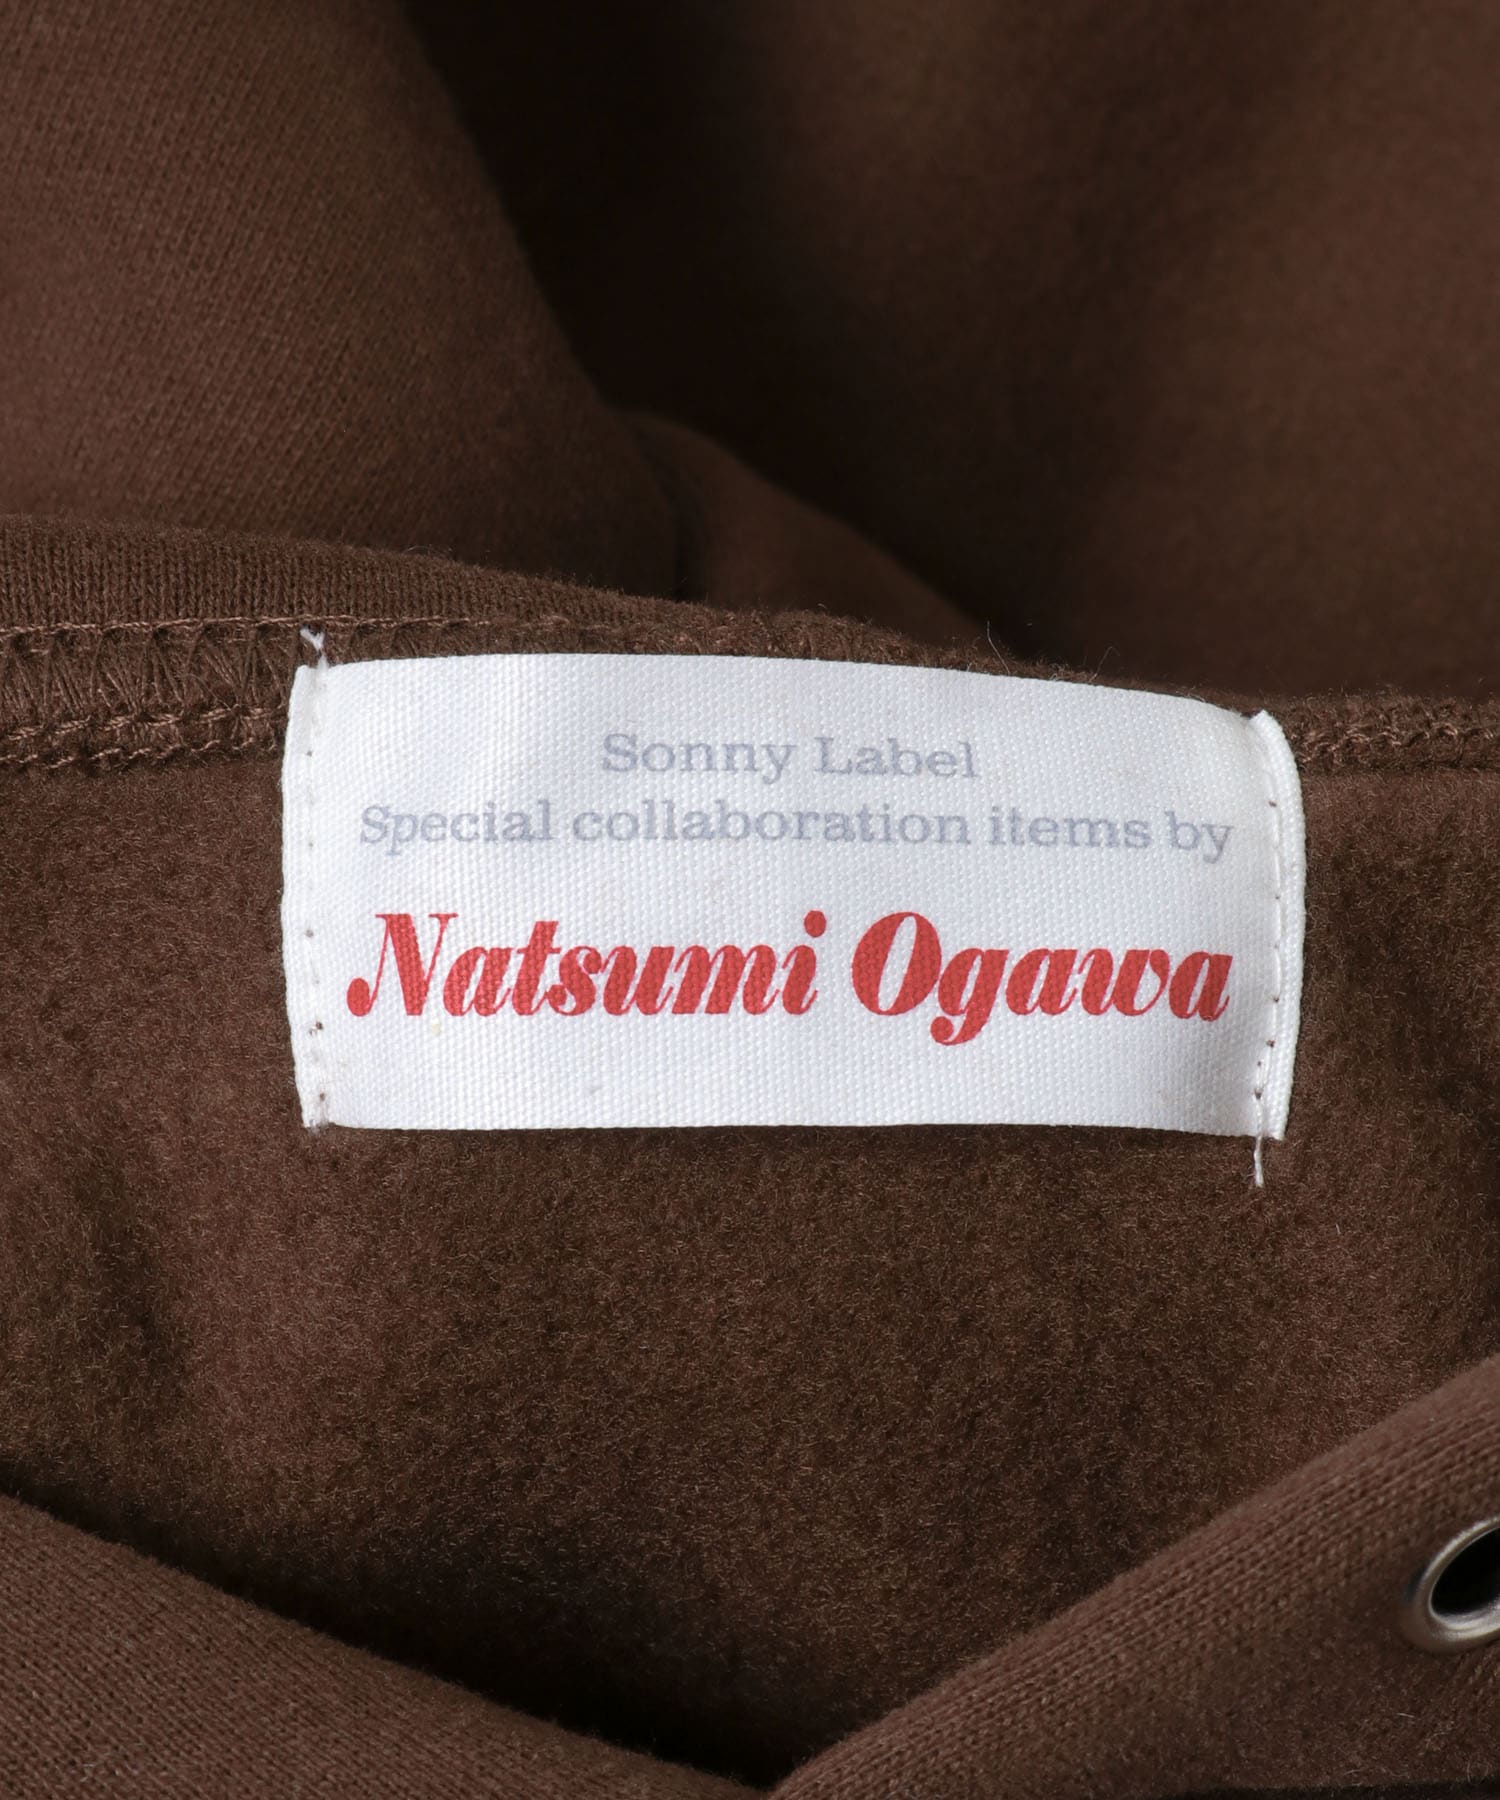 Sonny Label
Special collaboration items by
Natsumi Ogawa